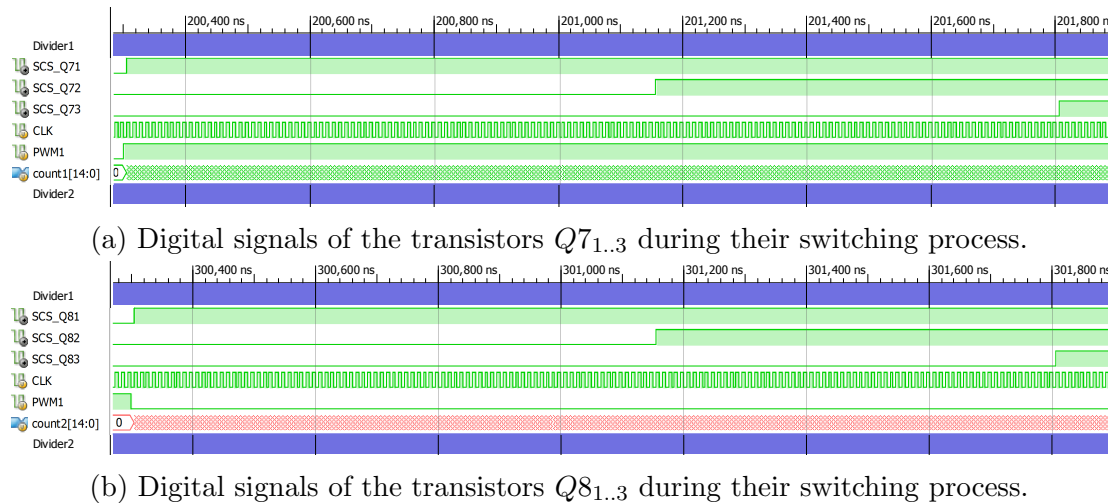 200,400 ns 200,600 ns 200,800 ns 201,000 ns 201,200 ns 201,400 ns 201,600 ns 201,800 ns
Divider1
SCS_Q71
SCS_Q72
SCS_Q73
CLK
PWM1
count1[14:0] 0
Divider2
(a) Digital signals of the transistors Q7₁..₃ during their switching process.
300,400 ns 300,600 ns 300,800 ns 301,000 ns 301,200 ns 301,400 ns 301,600 ns 301,800 ns
Divider1
SCS_Q81
SCS_Q82
SCS_Q83
CLK
PWM1
count2[14:0] 0
Divider2
(b) Digital signals of the transistors Q8₁..₃ during their switching process.